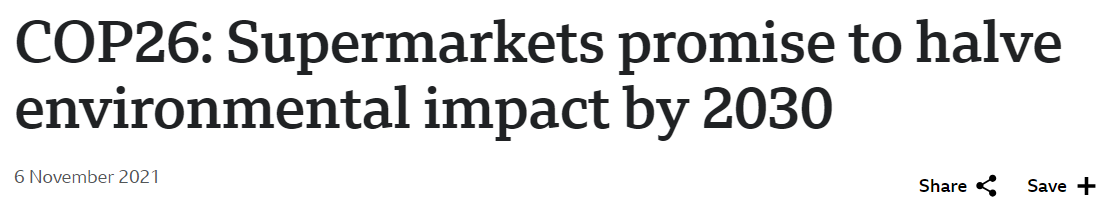 COP26: Supermarkets promise to halve
environmental impact by 2030
6 November 2021
Share
Save